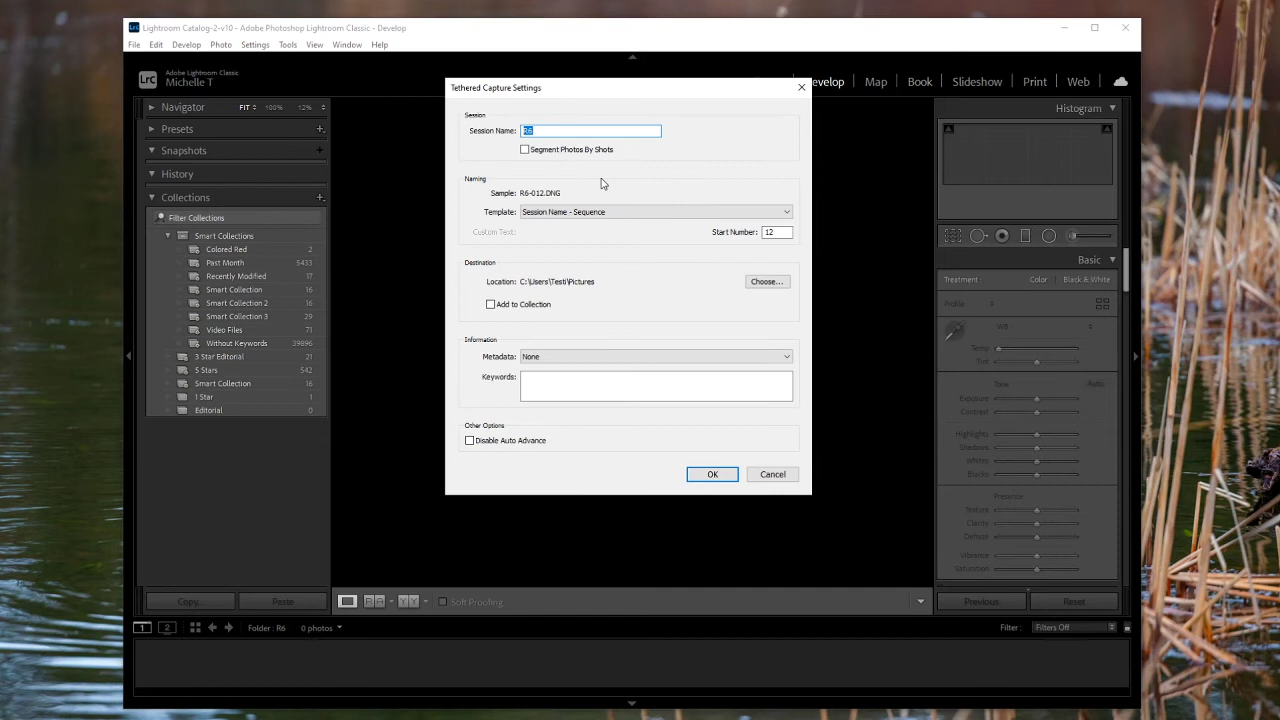 Lightroom Catalog-2-v10 - Adobe Photoshop Lightroom Classic - Develop
File Edit Develop Photo Settings Tools View Window Help
Lrc Adobe Lightroom Classic
Michelle T
evelop Map Book Slideshow Print Web
Navigator FIT 100% 12%
Presets
Snapshots
History
Collections
Filter Collections
Smart Collections
Colored Red 2
Past Month 5433
Recently Modified 17
Smart Collection 16
Smart Collection 2 16
Smart Collection 3 29
Video Files 71
Without Keywords 39896
3 Star Editorial 21
5 Stars 542
Smart Collection 16
1 Star 4
Editorial 0
Copy... Paste
Tethered Capture Settings
Session
Session Name: R6
Segment Photos By Shots
Naming
Sample: R6-012.DNG
Template: Session Name - Sequence
Custom Text: Start Number: 12
Destination
Location: C:\Users\Testi\Pictures Choose...
Add to Collection
Information
Metadata: None
Keywords:
Other Options
Disable Auto Advance
OK Cancel
Histogram
Basic
Treatment: Color Black & White
Profile
WB
Temp
Tint
Tone Auto
Exposure
Contrast
Highlights
Shadows
Whites
Blacks
Presence
Texture
Clarity
Dehaze
Vibrance
Saturation
Soft Proofing
Previous Reset
1 2 Folder: R6 0 photos Filter: Filters Off